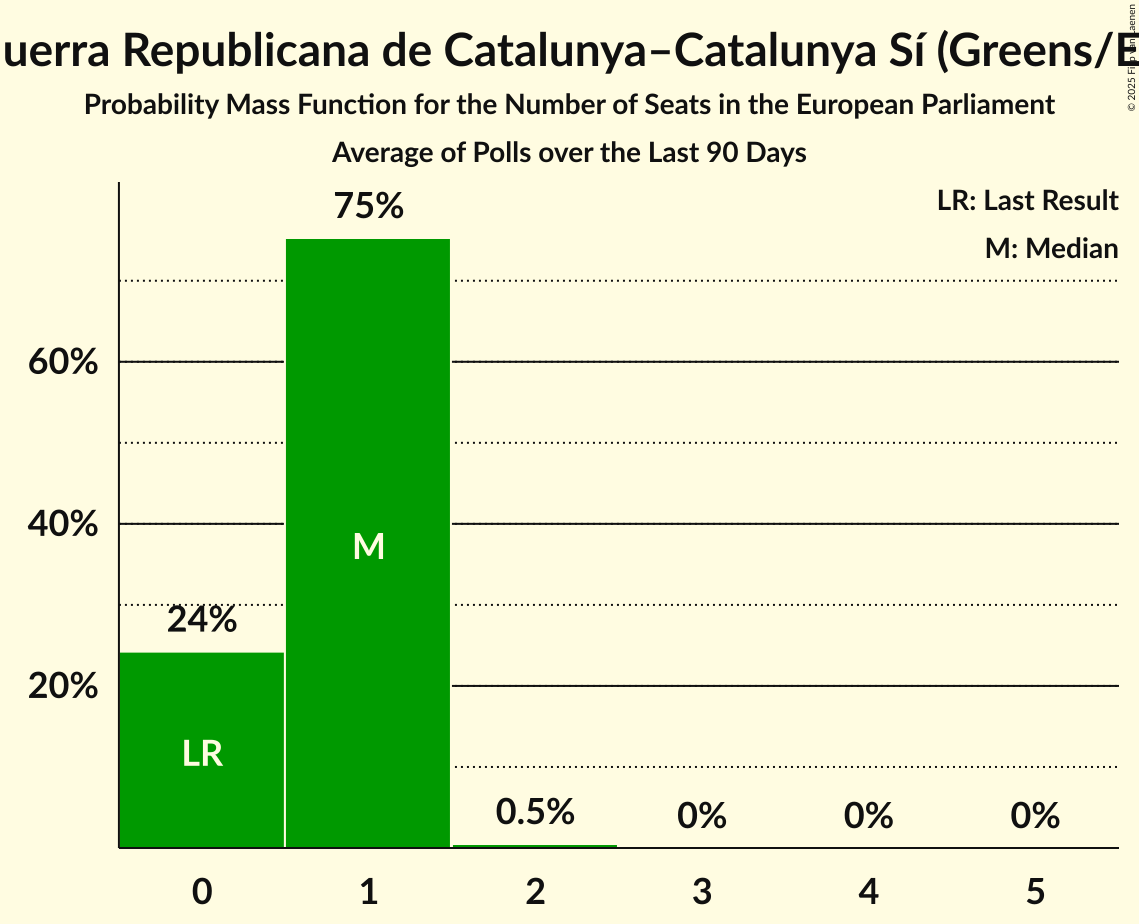 uerra Republicana de Catalunya–Catalunya Sí (Greens/E
Probability Mass Function for the Number of Seats in the European Parliament
Average of Polls over the Last 90 Days
LR: Last Result
M: Median
75%
60%
40%
20%
24%
M
LR
0.5%
0%
0%
0%
0 1 2 3 4 5
© 2025 Filip